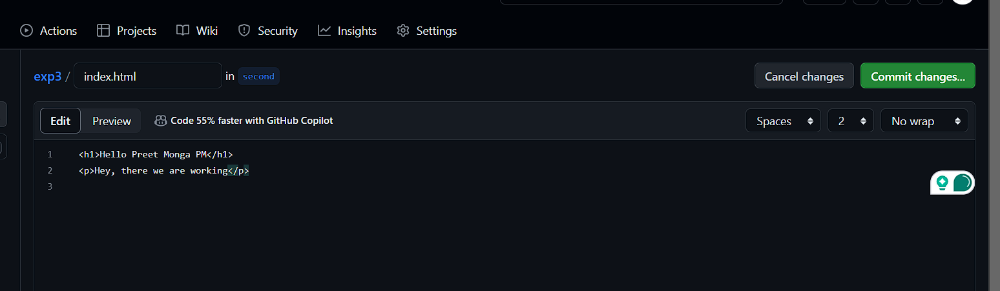 Actions Projects Wiki Security Insights Settings
exp3 / index.html in second Cancel changes Commit changes...
Edit Preview Code 55% faster with GitHub Copilot Spaces 2 No wrap
1 <h1>Hello Preet Monga PM</h1>
2 <p>Hey, there we are working</p>
3